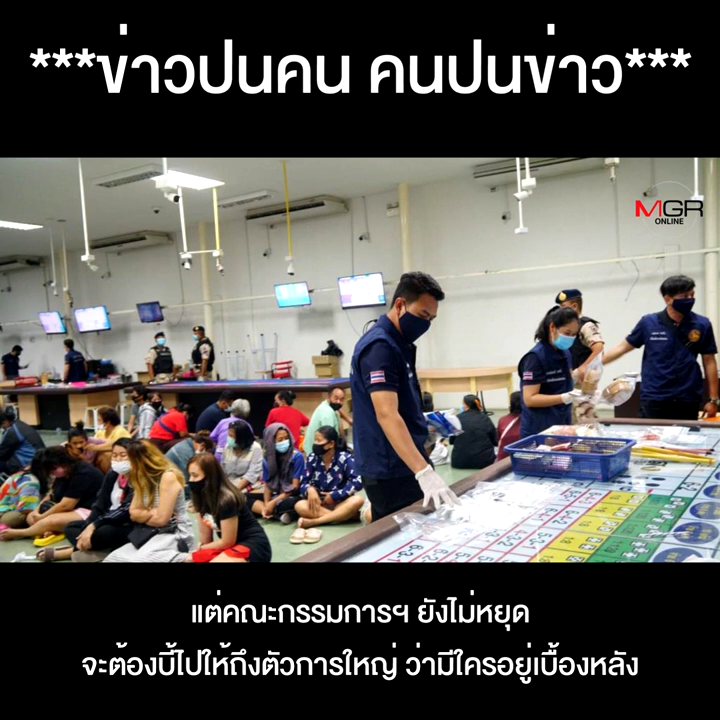 ***ข่าวปนคน คนปนข่าว***
MGR
ONLINE
แต่คณะกรรมการฯ ยังไม่หยุด
จะต้องบี้ไปให้ถึงตัวการใหญ่ ว่ามีใครอยู่เบื้องหลัง